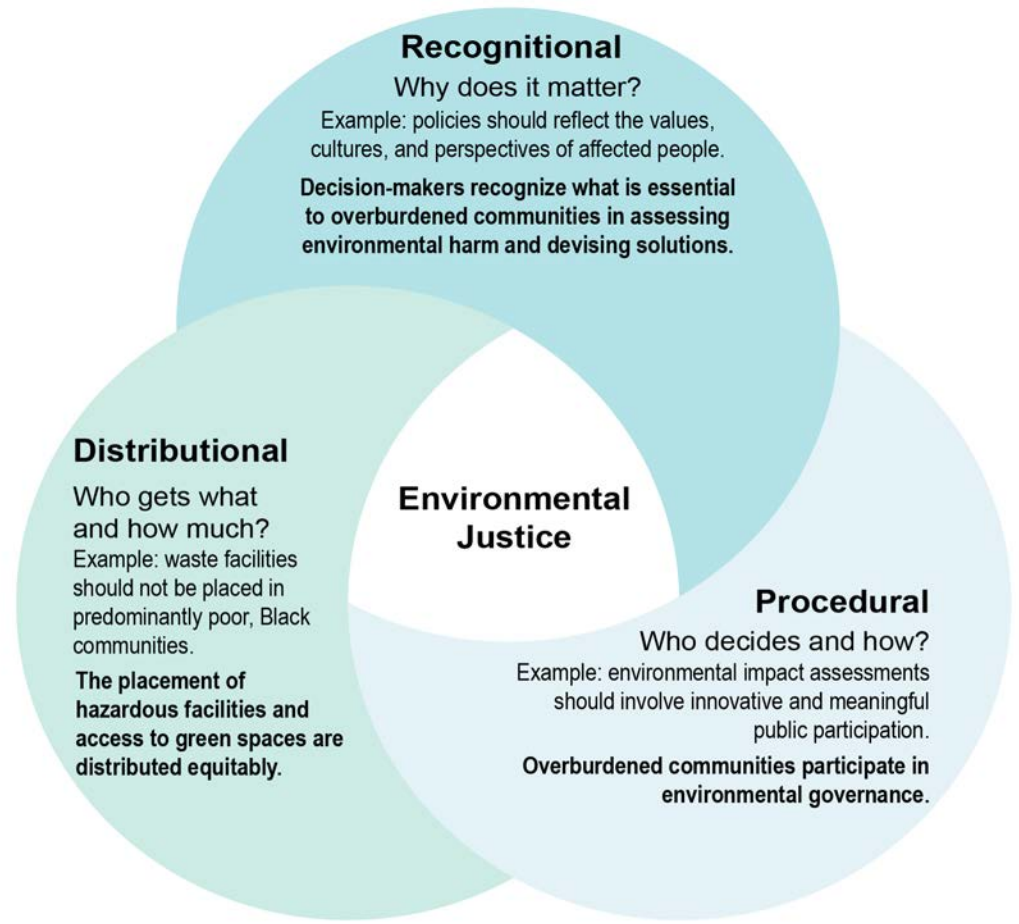 Recognitional
Why does it matter?
Example: policies should reflect the values,
cultures, and perspectives of affected people.
Decision-makers recognize what is essential
to overburdened communities in assessing
environmental harm and devising solutions.
Distributional
Who gets what
and how much?
Example: waste facilities
should not be placed in
predominantly poor, Black
communities.
The placement of
hazardous facilities and
access to green spaces are
distributed equitably.
Environmental
Justice
Procedural
Who decides and how?
Example: environmental impact assessments
should involve innovative and meaningful
public participation.
Overburdened communities participate in
environmental governance.